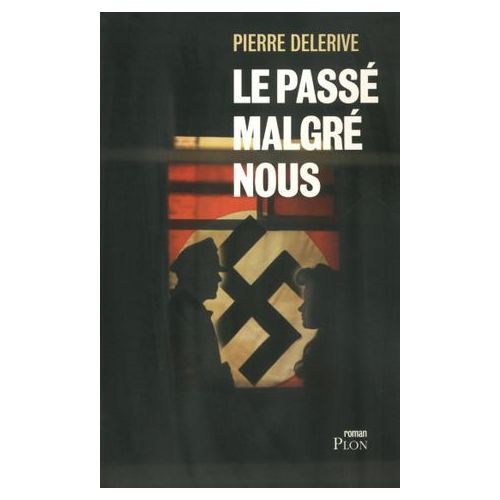 PIERRE DELERIVE
LE PASSÉ
MALGRÉ
NOUS
roman
PLON